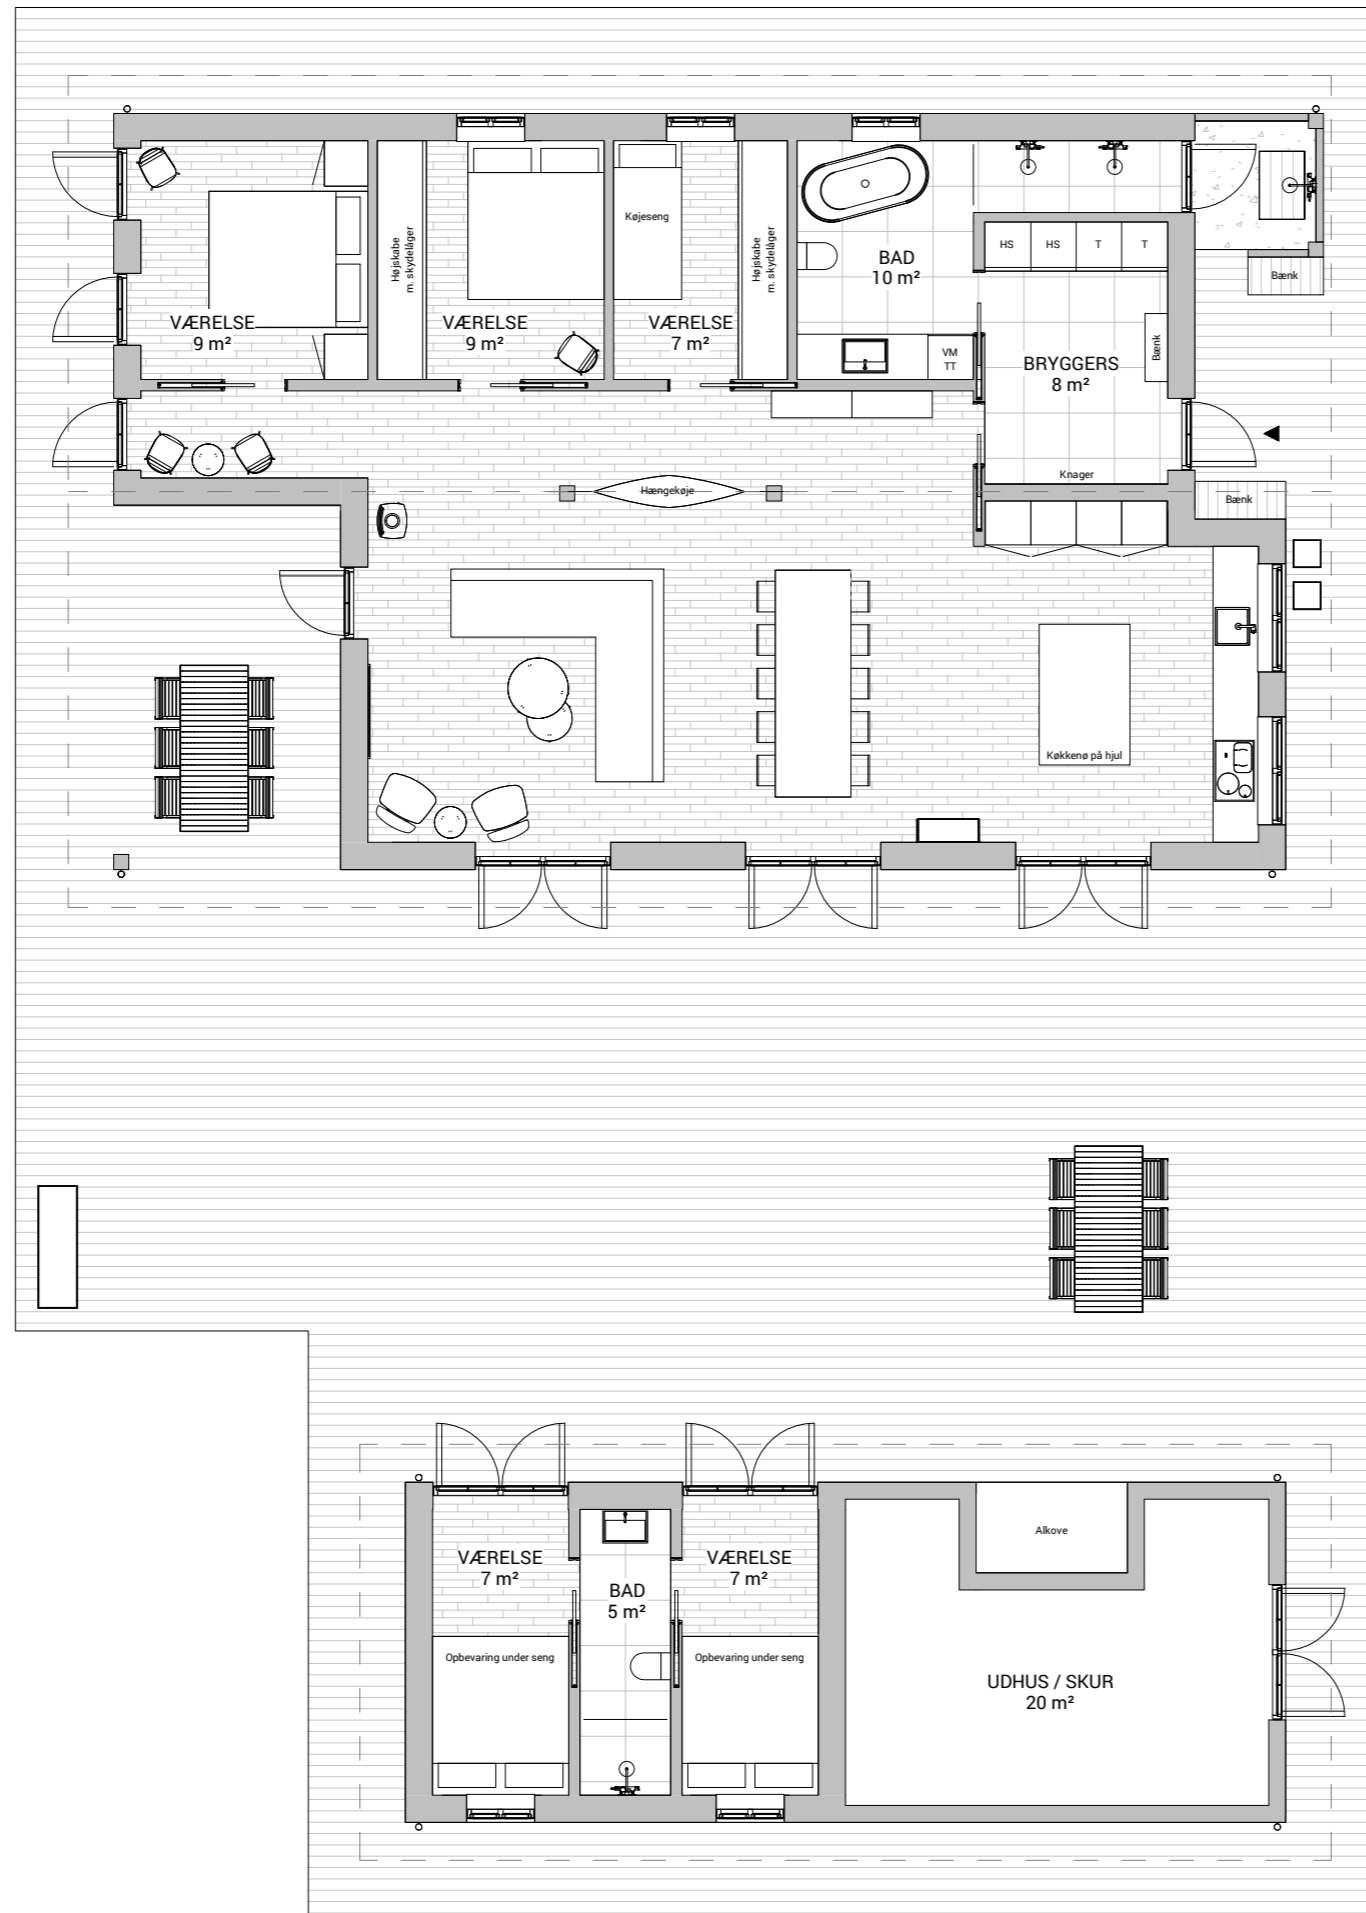 Højskabe
m. skydelåger
Køjeseng
Højskabe
m. skydelåger
VÆRELSE
9 m²
VÆRELSE
9 m²
VÆRELSE
7 m²
BAD
10 m²
HS
HS
T
T
Bænk
VM
TT
BRYGGERS
8 m²
Bænk
Knager
Hængekøje
Bænk
Køkkenø på hjul
VÆRELSE
7 m²
BAD
5 m²
VÆRELSE
7 m²
Alkove
Opbevaring under seng
Opbevaring under seng
UDHUS / SKUR
20 m²